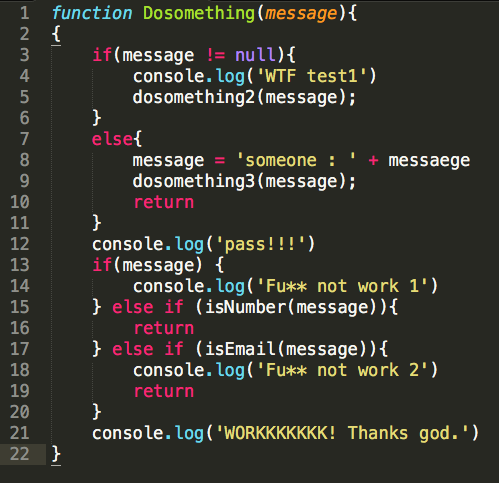 1 function Dosomething(message){
2 {
3     if(message != null){
4         console.log('WTF test1')
5         dosomething2(message);
6     }
7     else{
8         message = 'someone : ' + messaege
9         dosomething3(message);
10         return
11     }
12     console.log('pass!!!')
13     if(message) {
14         console.log('Fu** not work 1')
15     } else if (isNumber(message)){
16         return
17     } else if (isEmail(message)){
18         console.log('Fu** not work 2')
19         return
20     }
21     console.log('WORKKKKKKK! Thanks god.')
22 }